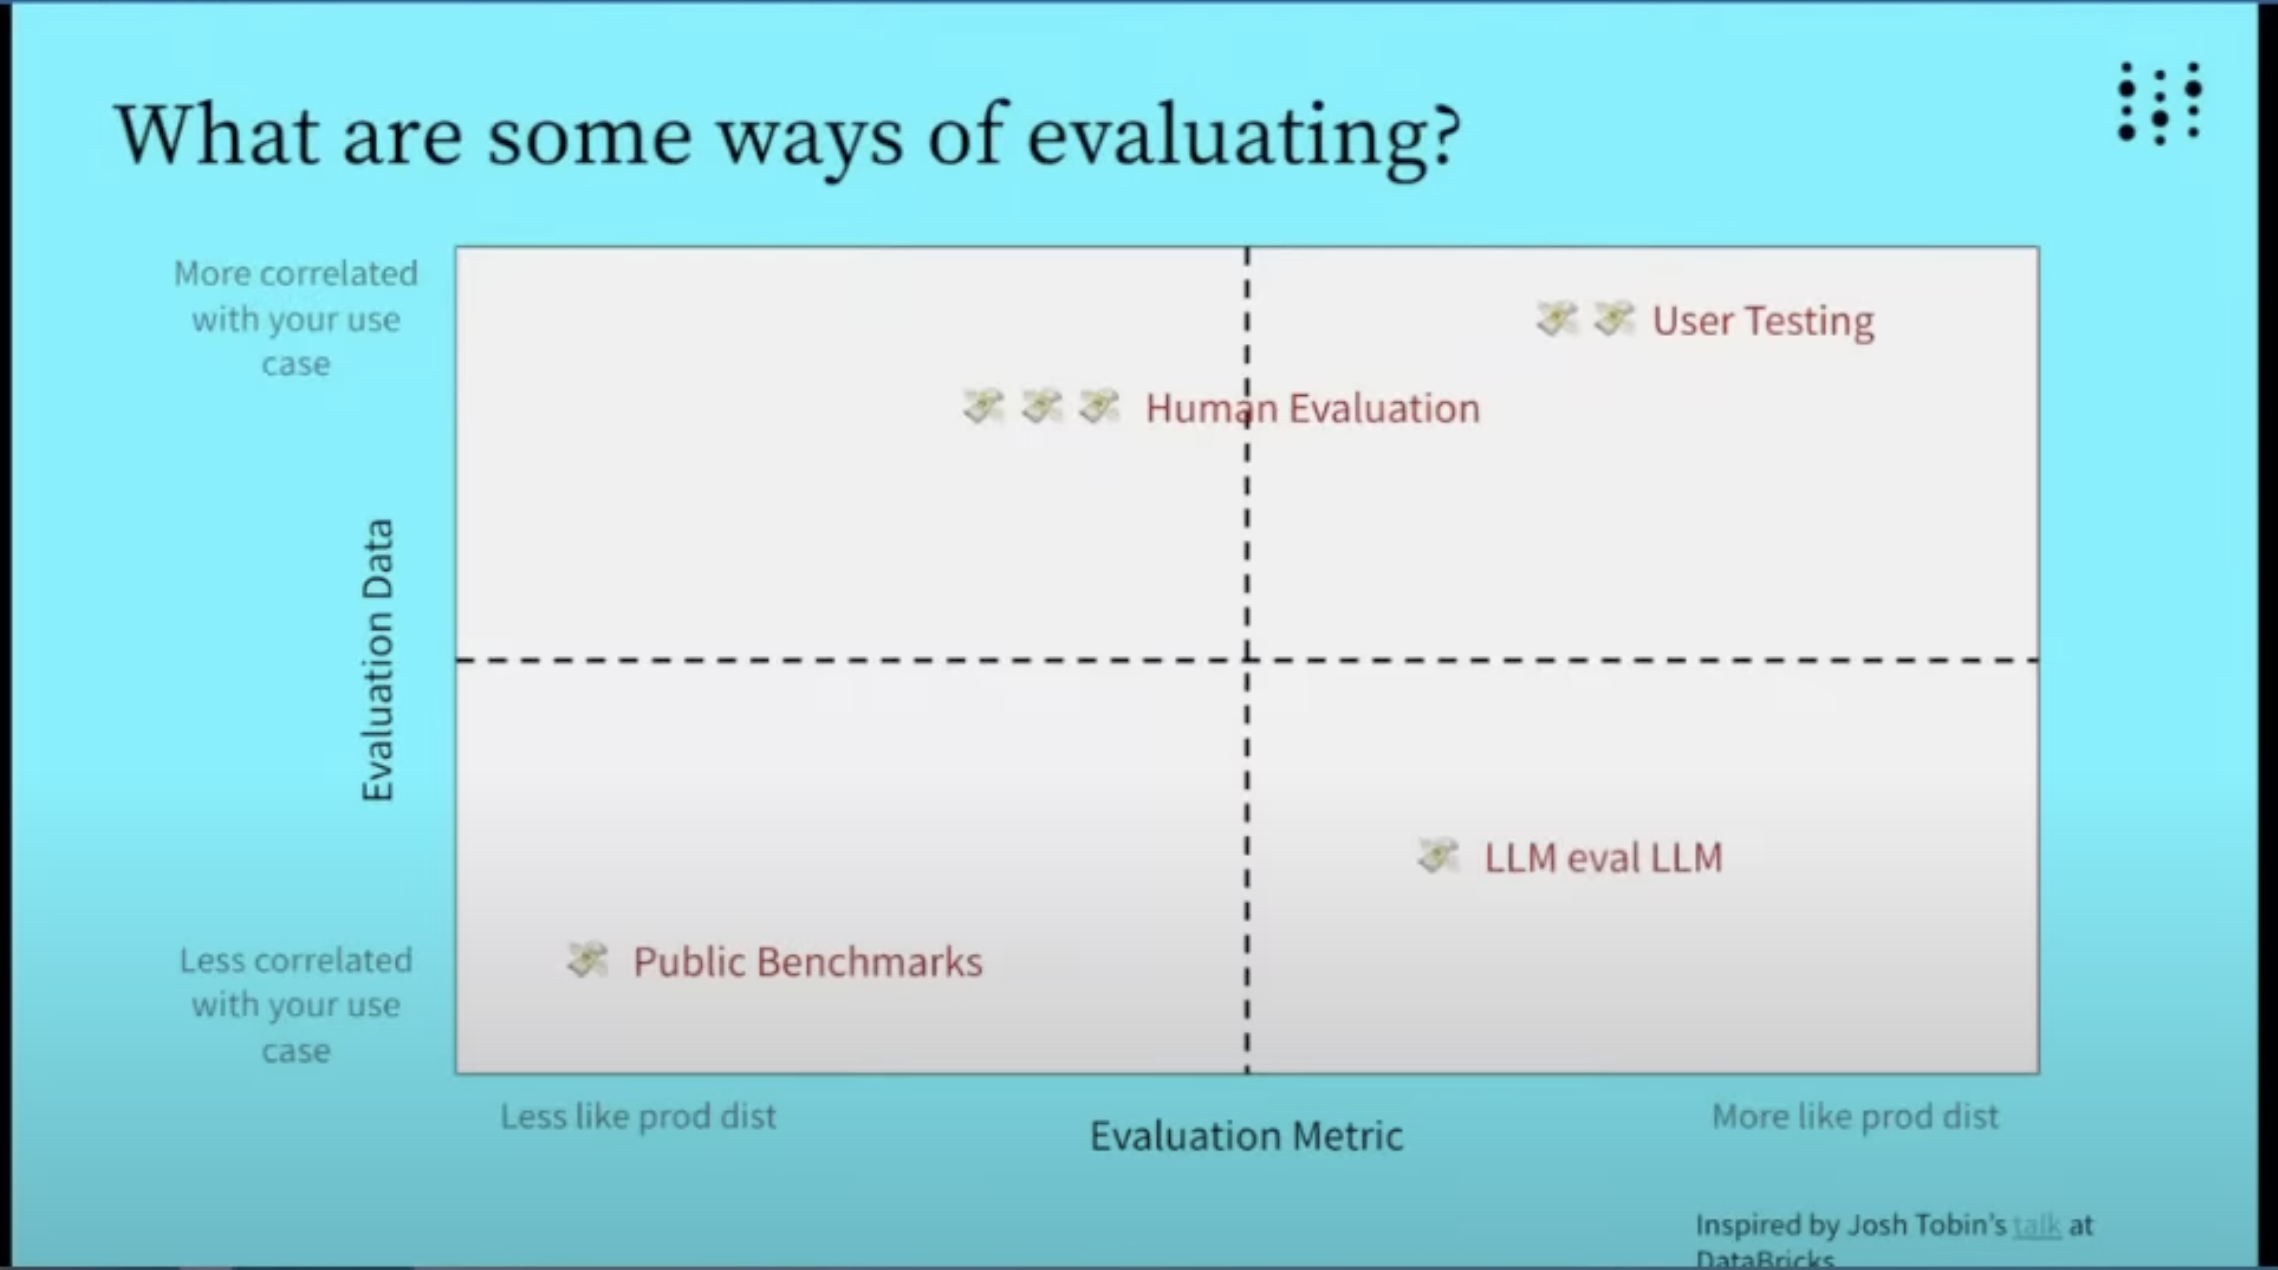 What are some ways of evaluating?
More correlated
with your use
case
User Testing
Human Evaluation
Evaluation Data
LLM eval LLM
Public Benchmarks
Less correlated
with your use
case
Less like prod dist
Evaluation Metric
More like prod dist
Inspired by Josh Tobin's talk at
DataBricks